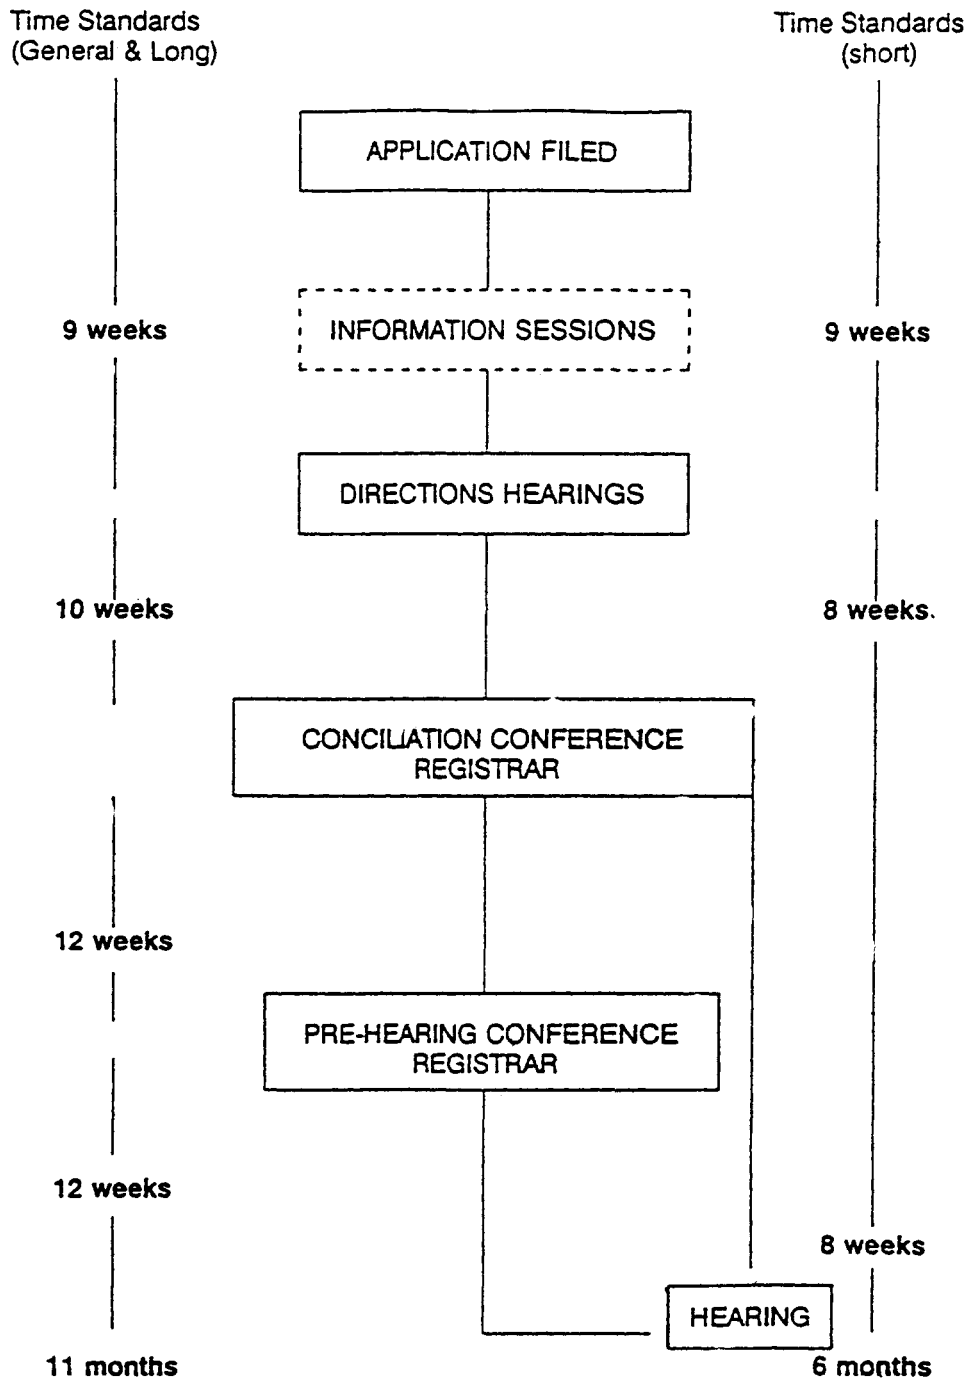 Time Standards
(General & Long)
Time Standards
(short)
APPLICATION FILED
9 weeks
INFORMATION SESSIONS
9 weeks
DIRECTIONS HEARINGS
10 weeks
8 weeks.
CONCILIATION CONFERENCE
REGISTRAR
12 weeks
PRE-HEARING CONFERENCE
REGISTRAR
12 weeks
8 weeks
HEARING
11 months
6 months